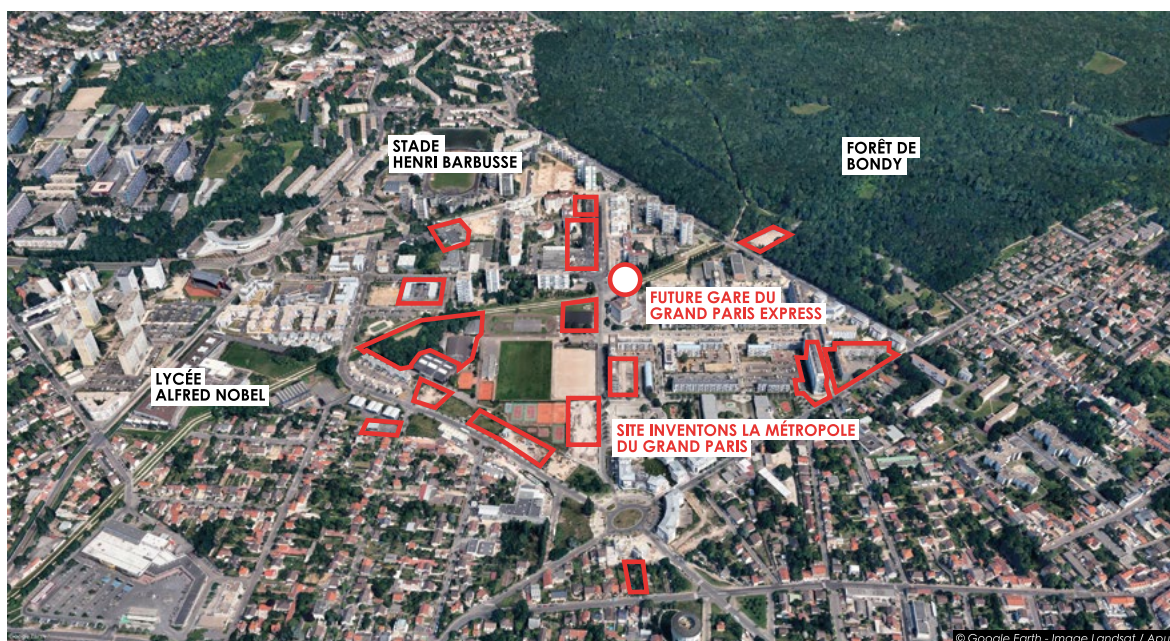 STADE
HENRI BARBUSSE
FORÊT DE
BONDY
FUTURE GARE DU
GRAND PARIS EXPRESS
LYCÉE
ALFRED NOBEL
SITE INVENTONS LA MÉTROPOLE
DU GRAND PARIS
© Google Earth - Image Landsat /